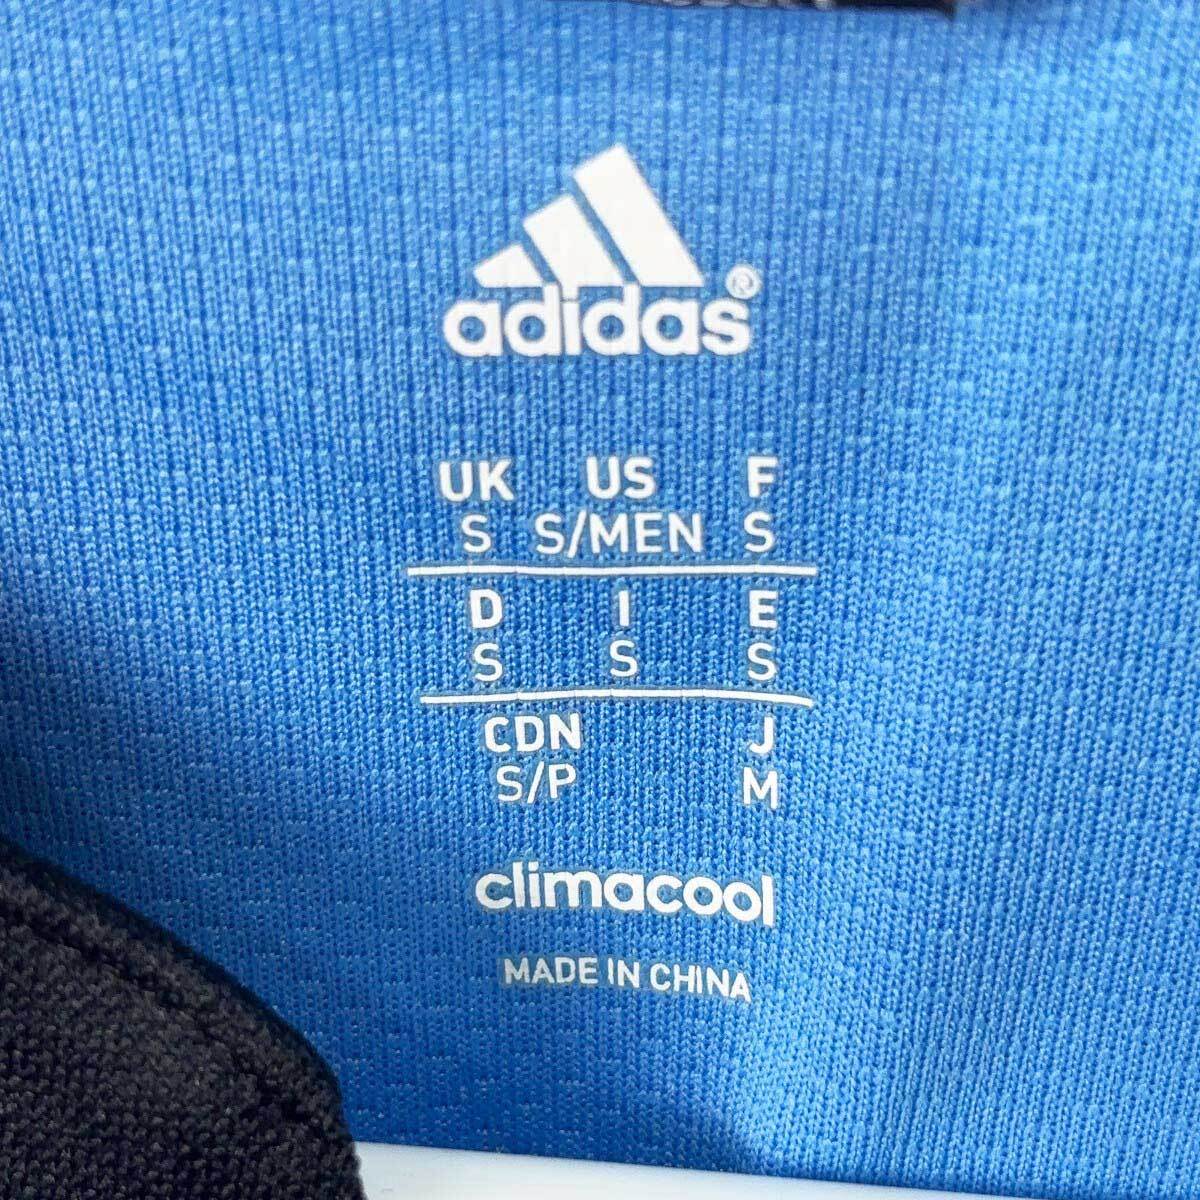 adidas®
UK US F
S S/MEN S
D I E
S S S
CDN J
S/P M
climacool
MADE IN CHINA